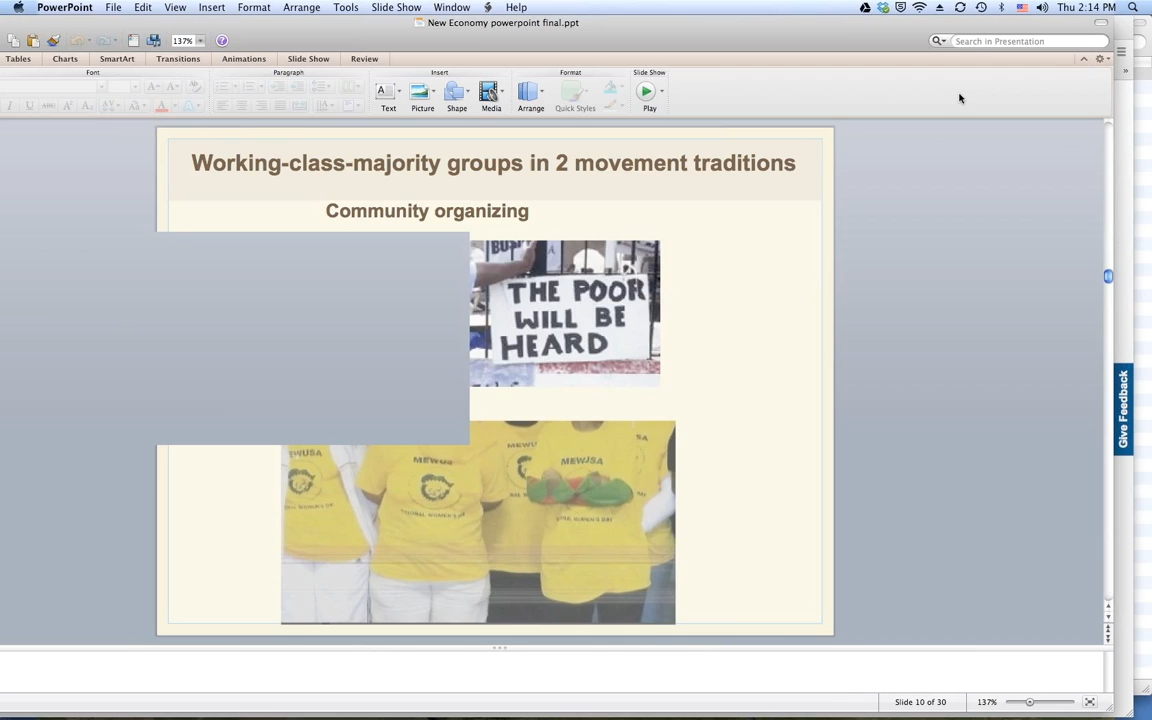 PowerPoint File Edit View Insert Format Arrange Tools Slide Show Window Help Thu 2:14 PM
New Economy powerpoint final.ppt
137% Search in Presentation
Tables Charts SmartArt Transitions Animations Slide Show Review
Font Paragraph Insert Format Slide Show
Text Picture Shape Media Arrange Quick Styles Play
Working-class-majority groups in 2 movement traditions
Community organizing
THE POOR
WILL BE
HEARD
MEWUSA
MEWUSA
Give Feedback
Slide 10 of 30 137%